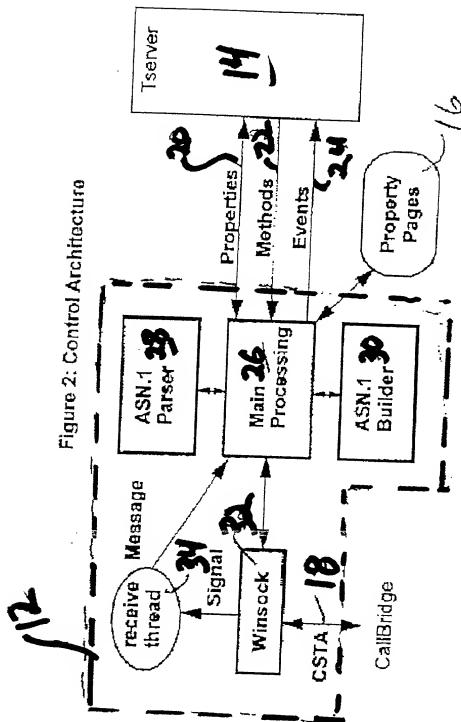 Figure 2: Control Architecture
12
receive
thread
34
Message
Signal
Winsock
32
CSTA
18
CallBridge
ASN.1
Parser
28
Main
Processing
26
ASN.1
Builder
30
Properties
20
Methods
22
Events
24
Property
Pages
16
Tserver
14